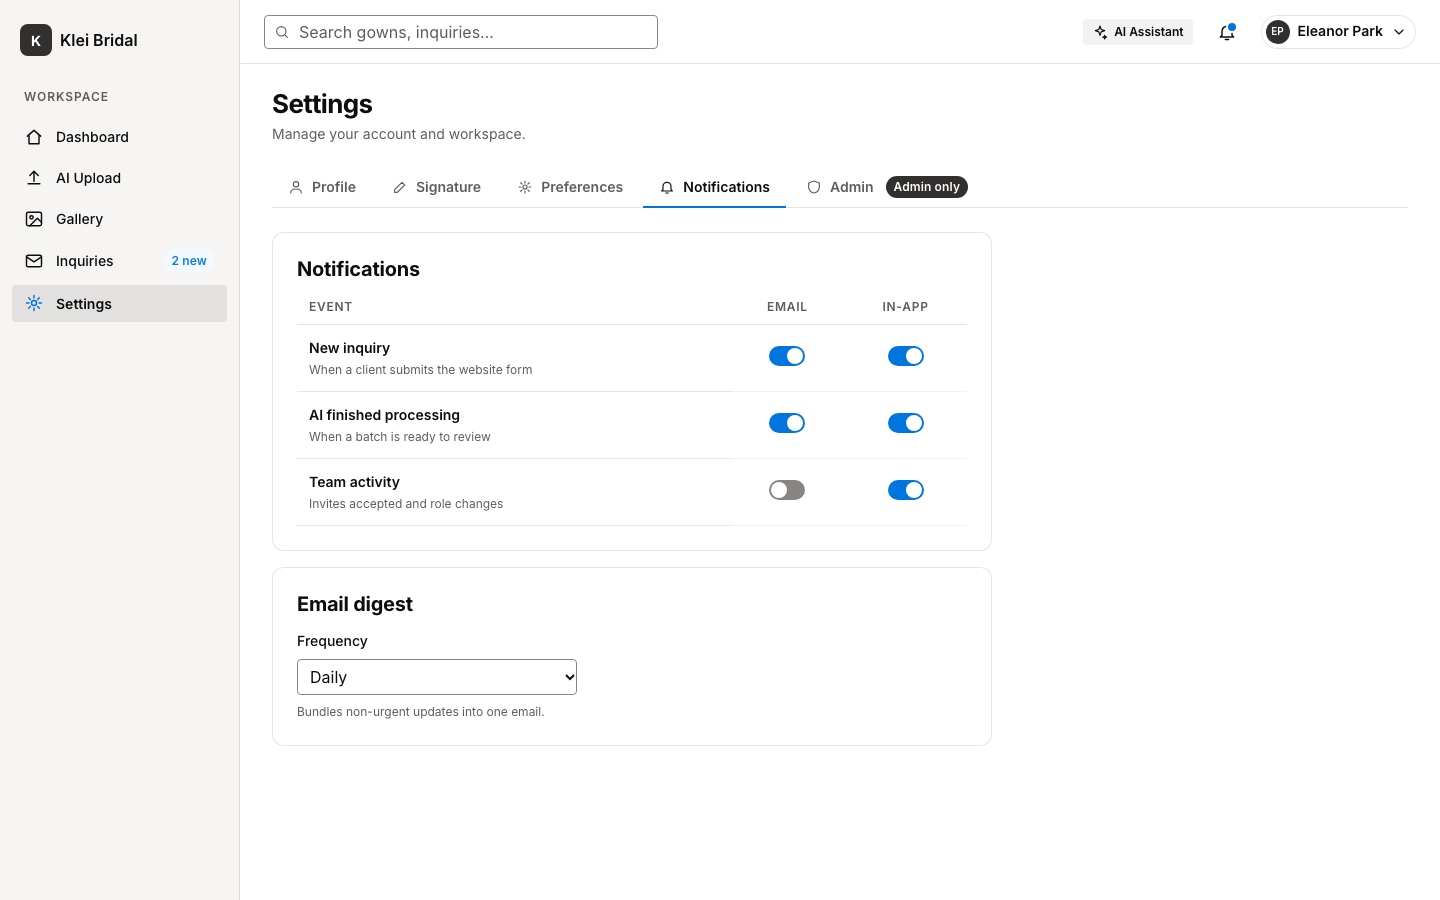 K
Klei Bridal
Search gowns, inquiries...
AI Assistant
EP
Eleanor Park
WORKSPACE
Dashboard
AI Upload
Gallery
Inquiries
2 new
Settings
Settings
Manage your account and workspace.
Profile
Signature
Preferences
Notifications
Admin
Admin only
Notifications
EVENT EMAIL IN-APP
New inquiry
When a client submits the website form
AI finished processing
When a batch is ready to review
Team activity
Invites accepted and role changes
Email digest
Frequency
Daily
Bundles non-urgent updates into one email.